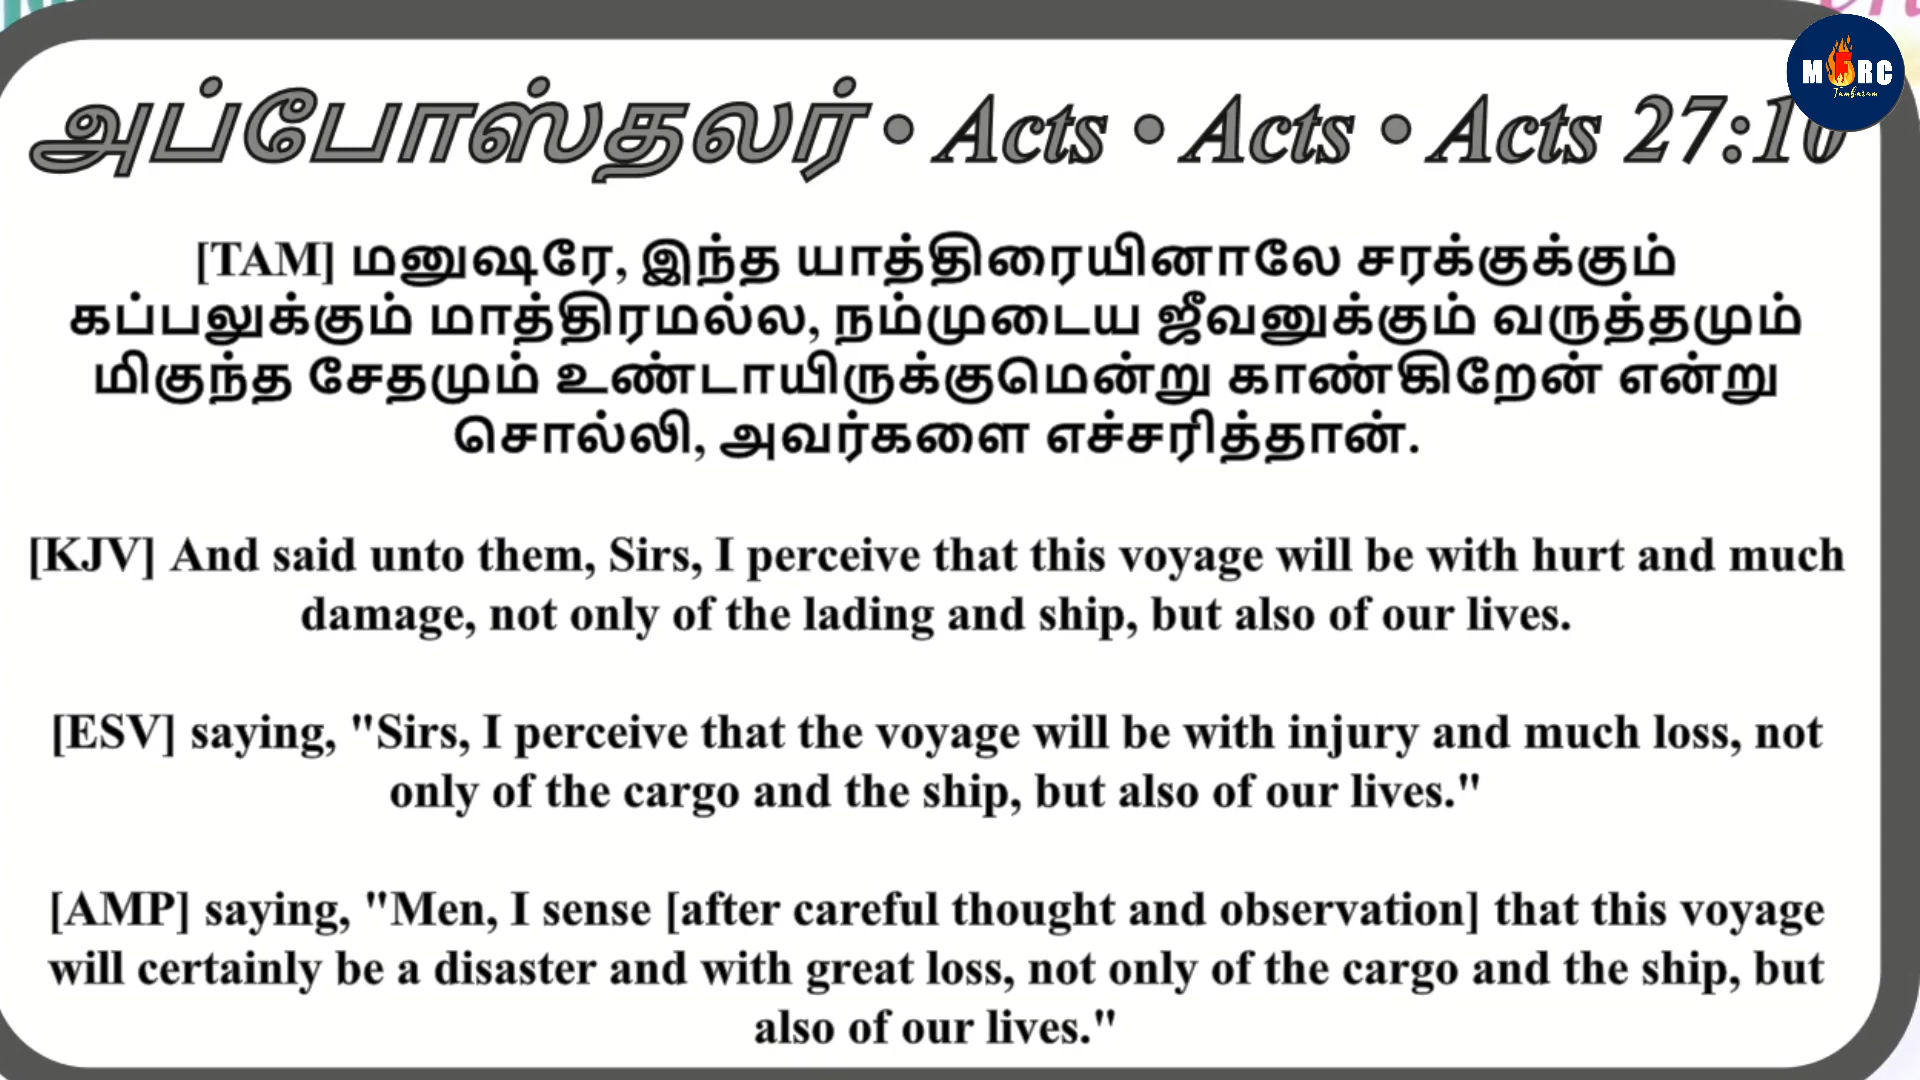 அப்போஸ்தலர் • Acts • Acts • Acts 27:10
MFRC
Tambaram
[TAM] மனுஷரே, இந்த யாத்திரையினாலே சரக்குக்கும்
கப்பலுக்கும் மாத்திரமல்ல, நம்முடைய ஜீவனுக்கும் வருத்தமும்
மிகுந்த சேதமும் உண்டாயிருக்குமென்று காண்கிறேன் என்று
சொல்லி, அவர்களை எச்சரித்தான்.
[KJV] And said unto them, Sirs, I perceive that this voyage will be with hurt and much
damage, not only of the lading and ship, but also of our lives.
[ESV] saying, "Sirs, I perceive that the voyage will be with injury and much loss, not
only of the cargo and the ship, but also of our lives."
[AMP] saying, "Men, I sense [after careful thought and observation] that this voyage
will certainly be a disaster and with great loss, not only of the cargo and the ship, but
also of our lives."